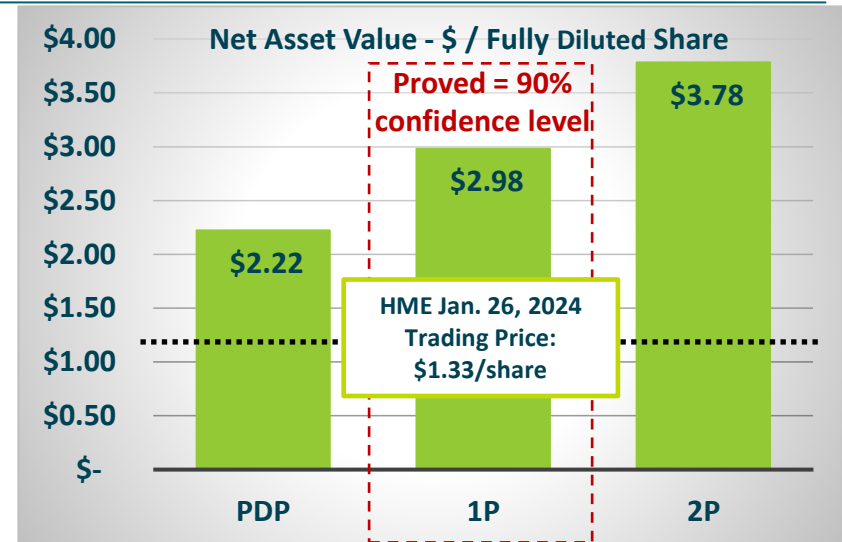 Net Asset Value - $ / Fully Diluted Share
$4.00
$3.50
$3.00
$2.50
$2.00
$1.50
$1.00
$0.50
$-
Proved = 90%
confidence level
$2.22
$2.98
$3.78
HME Jan. 26, 2024
Trading Price:
$1.33/share
PDP
1P
2P